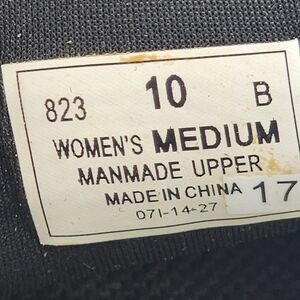 823 10 B
WOMEN'S MEDIUM
MANMADE UPPER
MADE IN CHINA 17
071-14-27